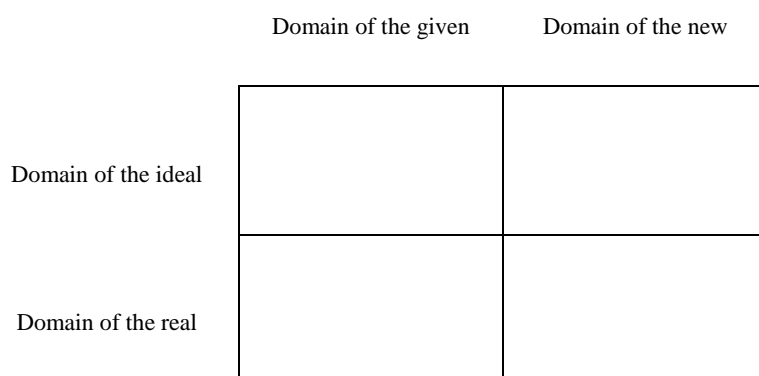 Domain of the given Domain of the new
Domain of the ideal
Domain of the real